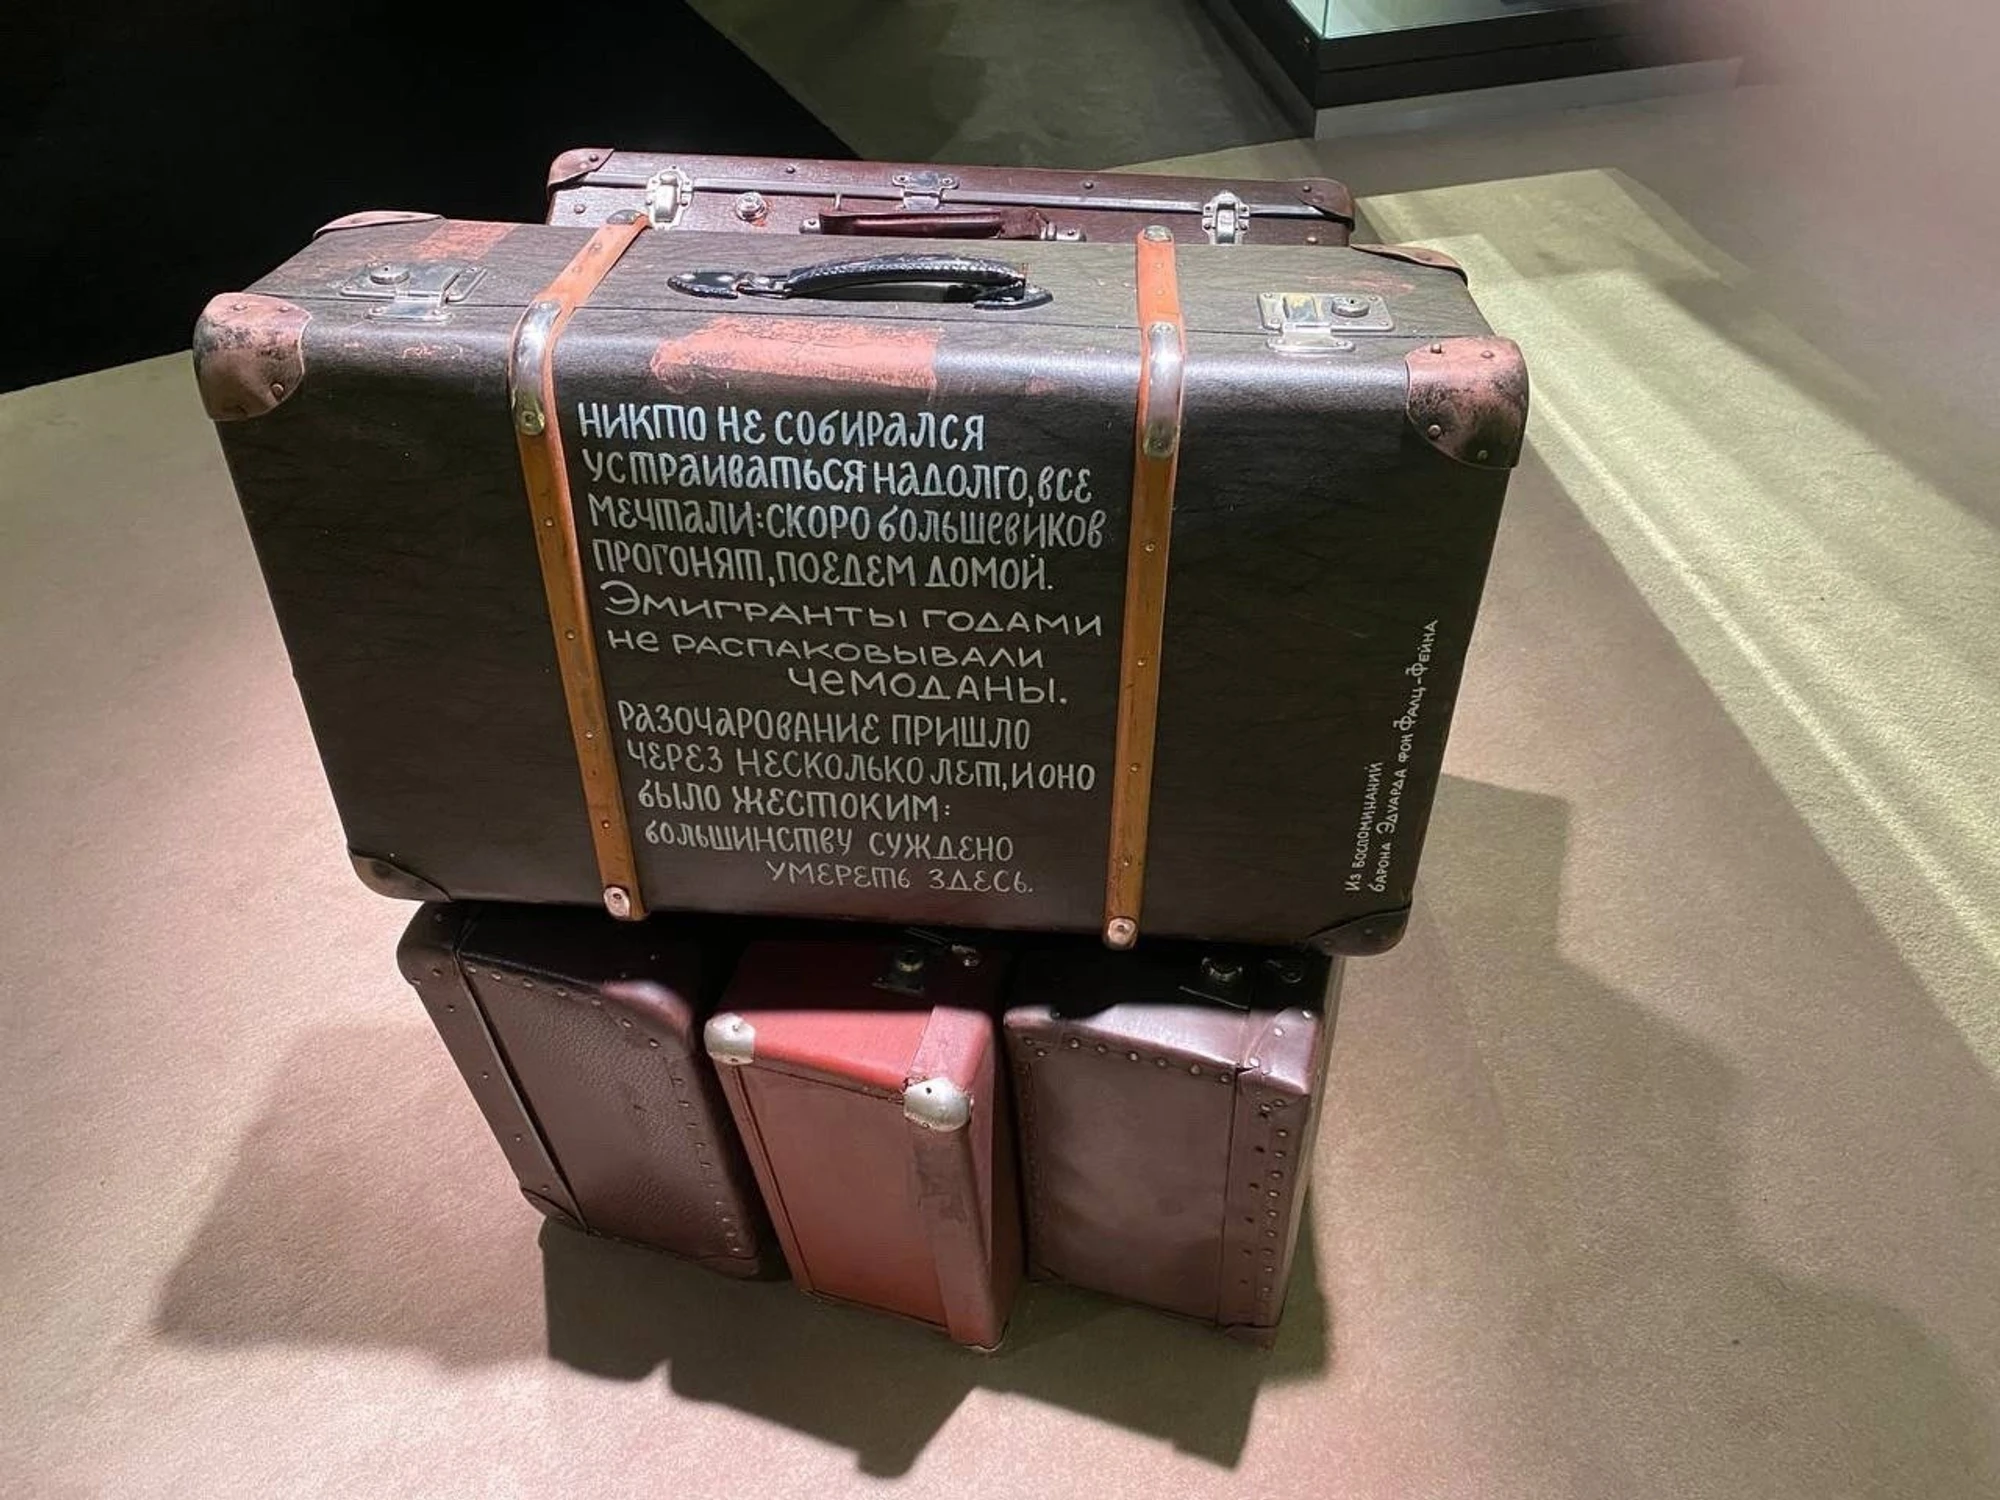 НИКТО НЕ СОБИРАЛСЯ
УСТРАИВАТЬСЯ НАДОЛГО, ВСЕ
МЕЧТАЛИ: СКОРО БОЛЬШЕВИКОВ
ПРОГОНЯТ, ПОЕДЕМ ДОМОЙ.
ЭМИГРАНТЫ ГОДАМИ
НЕ РАСПАКОВЫВАЛИ
ЧЕМОДАНЫ.
РАЗОЧАРОВАНИЕ ПРИШЛО
ЧЕРЕЗ НЕСКОЛЬКО ЛЕТ, И ОНО
БЫЛО ЖЕСТОКИМ:
БОЛЬШИНСТВУ СУЖДЕНО
УМЕРЕТЬ ЗДЕСЬ.
Из воспоминаний
барона Эдуарда фон Фалц-Фейна